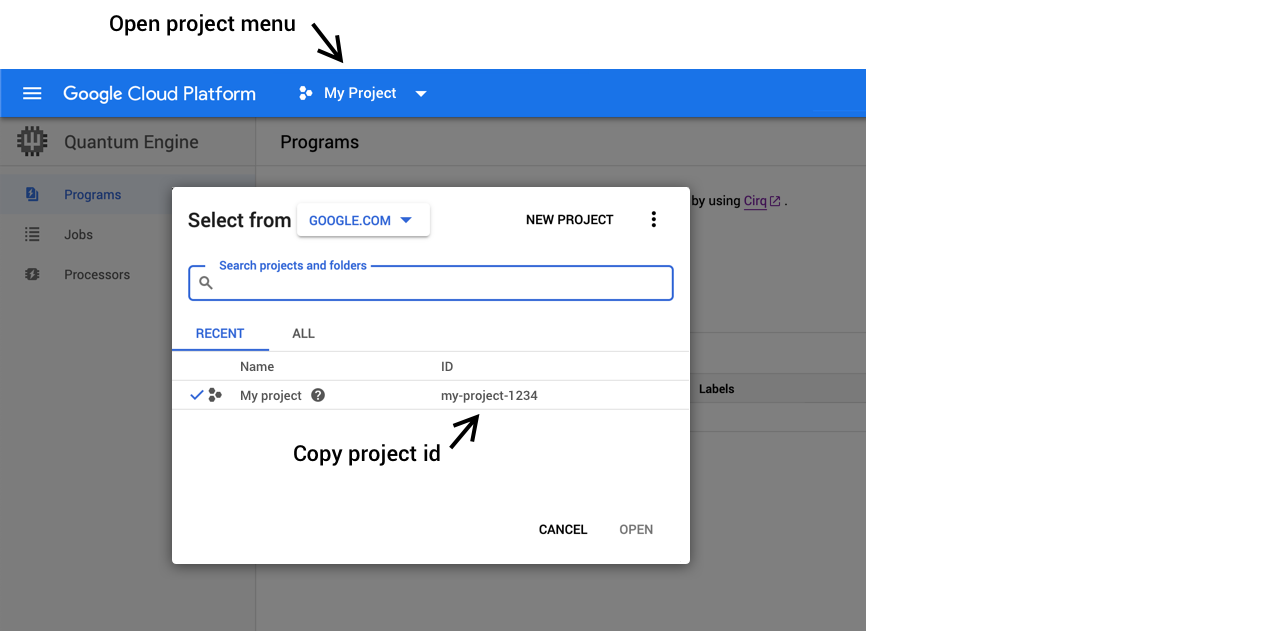 Open project menu
Google Cloud Platform My Project
Quantum Engine Programs
Programs
by using Cirq .
Select from GOOGLE.COM NEW PROJECT
Jobs
Search projects and folders
Processors
RECENT ALL
Name ID
Labels
My project ? my-project-1234
Copy project id
CANCEL OPEN